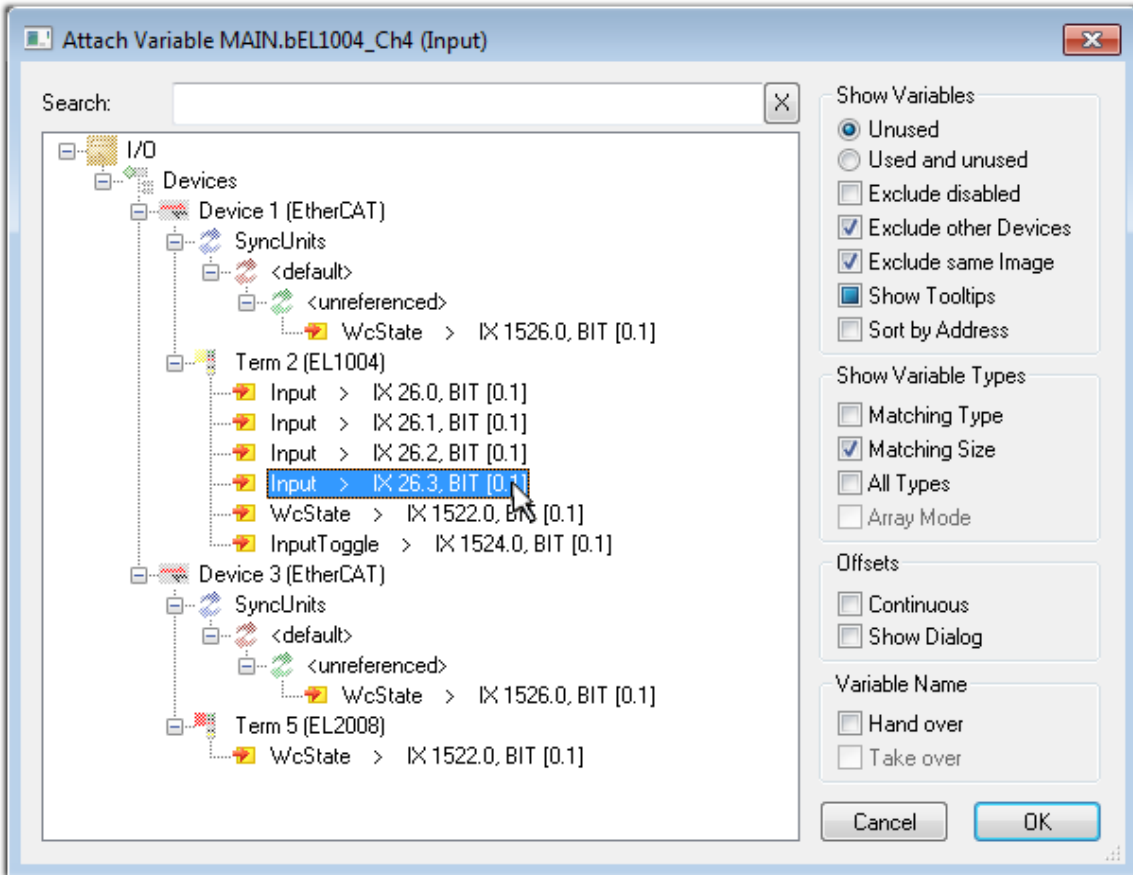 Attach Variable MAIN.bEL1004_Ch4 (Input)
Search:
X
I/O
Devices
Device 1 (EtherCAT)
SyncUnits
<default>
<unreferenced>
WcState > IX 1526.0, BIT [0.1]
Term 2 (EL1004)
Input > IX 26.0, BIT [0.1]
Input > IX 26.1, BIT [0.1]
Input > IX 26.2, BIT [0.1]
Input > IX 26.3, BIT [0.1]
WcState > IX 1522.0, BIT [0.1]
InputToggle > IX 1524.0, BIT [0.1]
Device 3 (EtherCAT)
SyncUnits
<default>
<unreferenced>
WcState > IX 1526.0, BIT [0.1]
Term 5 (EL2008)
WcState > IX 1522.0, BIT [0.1]
Show Variables
Unused
Used and unused
Exclude disabled
Exclude other Devices
Exclude same Image
Show Tooltips
Sort by Address
Show Variable Types
Matching Type
Matching Size
All Types
Array Mode
Offsets
Continuous
Show Dialog
Variable Name
Hand over
Take over
Cancel
OK